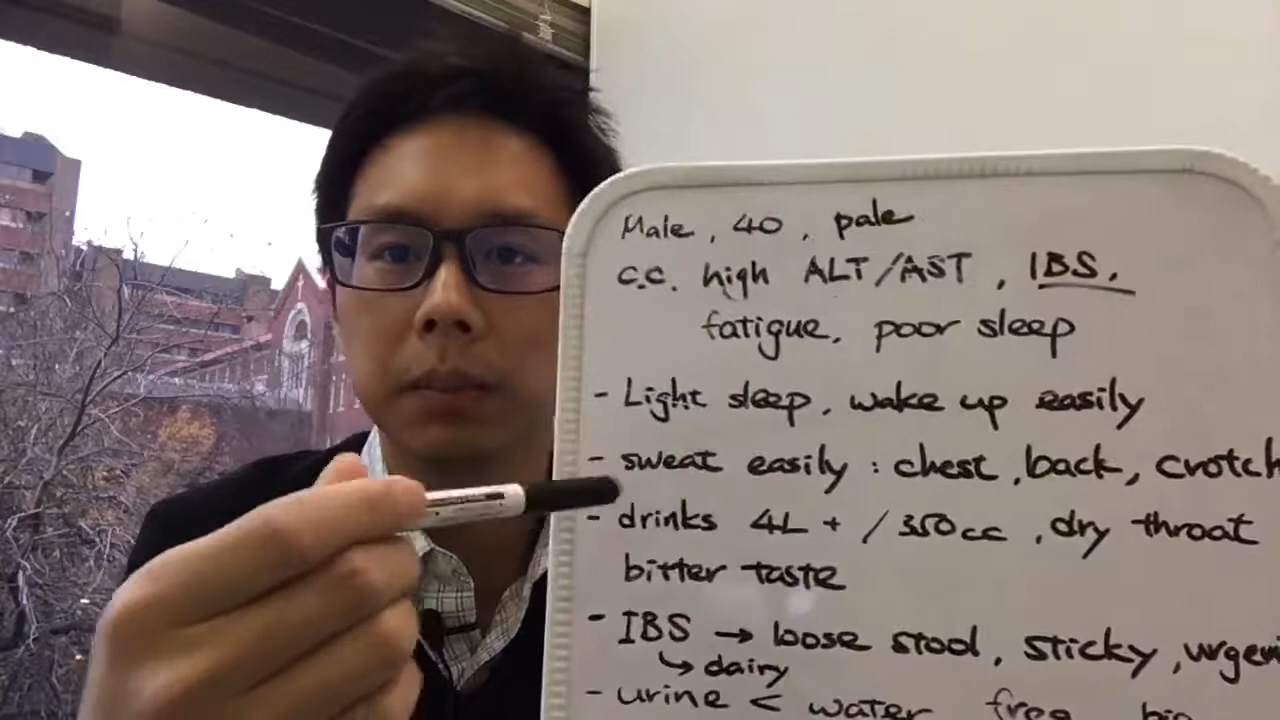 Male, 40, pale
c.c. high ALT/AST, IBS,
fatigue, poor sleep
- Light sleep, wake up easily
- sweat easily : chest, back, crotch
- drinks 4L + /350cc, dry throat
bitter taste
- IBS → loose stool, sticky, urgen
↳ dairy
- urine < water free